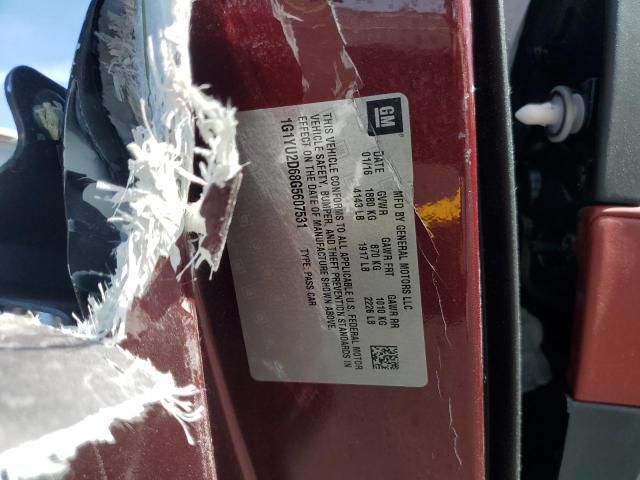 GM
MFD BY GENERAL MOTORS LLC
DATE GVWR GAWR FRT GAWR RR
01/16 1880 KG 870 KG 1010 KG
4143 LB 1917 LB 2226 LB
THIS VEHICLE CONFORMS TO ALL APPLICABLE U.S. FEDERAL MOTOR
VEHICLE SAFETY, BUMPER, AND THEFT PREVENTION STANDARDS IN
EFFECT ON THE DATE OF MANUFACTURE SHOWN ABOVE.
1G1YU2D68G5607531 TYPE: PASS CAR